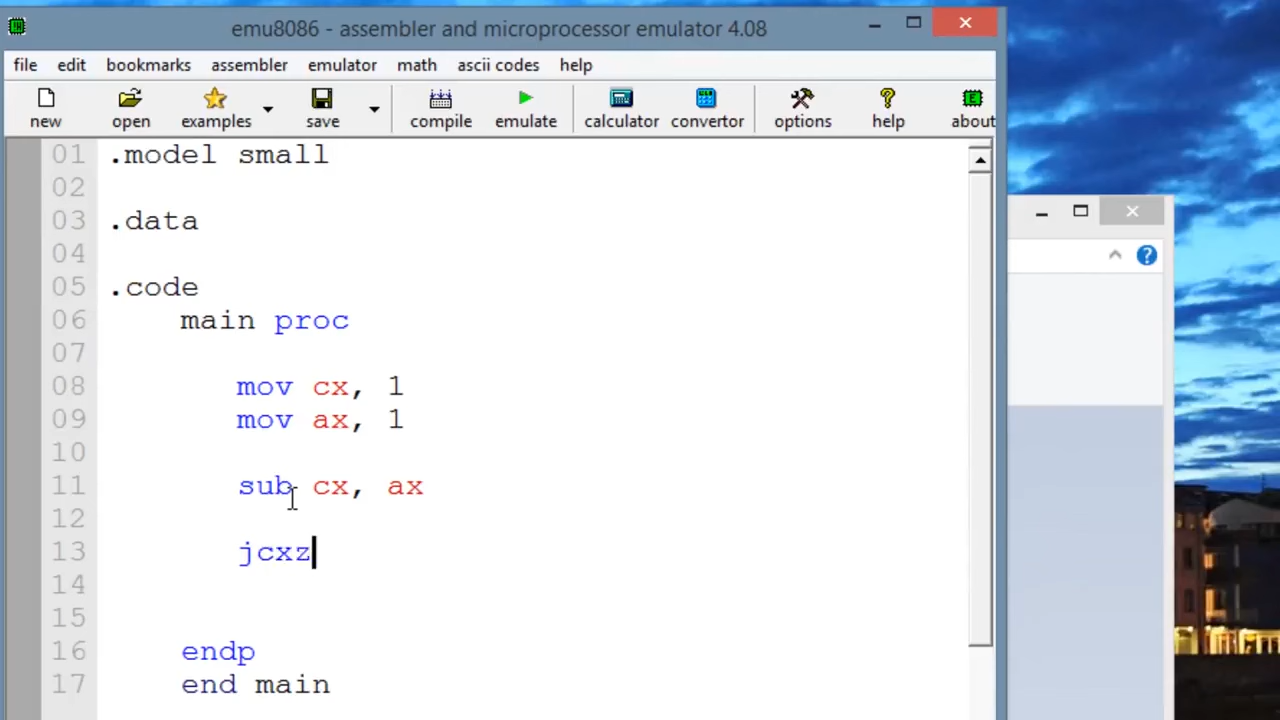 emu8086 - assembler and microprocessor emulator 4.08
file edit bookmarks assembler emulator math ascii codes help
new open examples save compile emulate calculator convertor options help about
01 .model small
02
03 .data
04
05 .code
06 main proc
07
08 mov cx, 1
09 mov ax, 1
10
11 sub cx, ax
12
13 jcxz
14
15
16 endp
17 end main